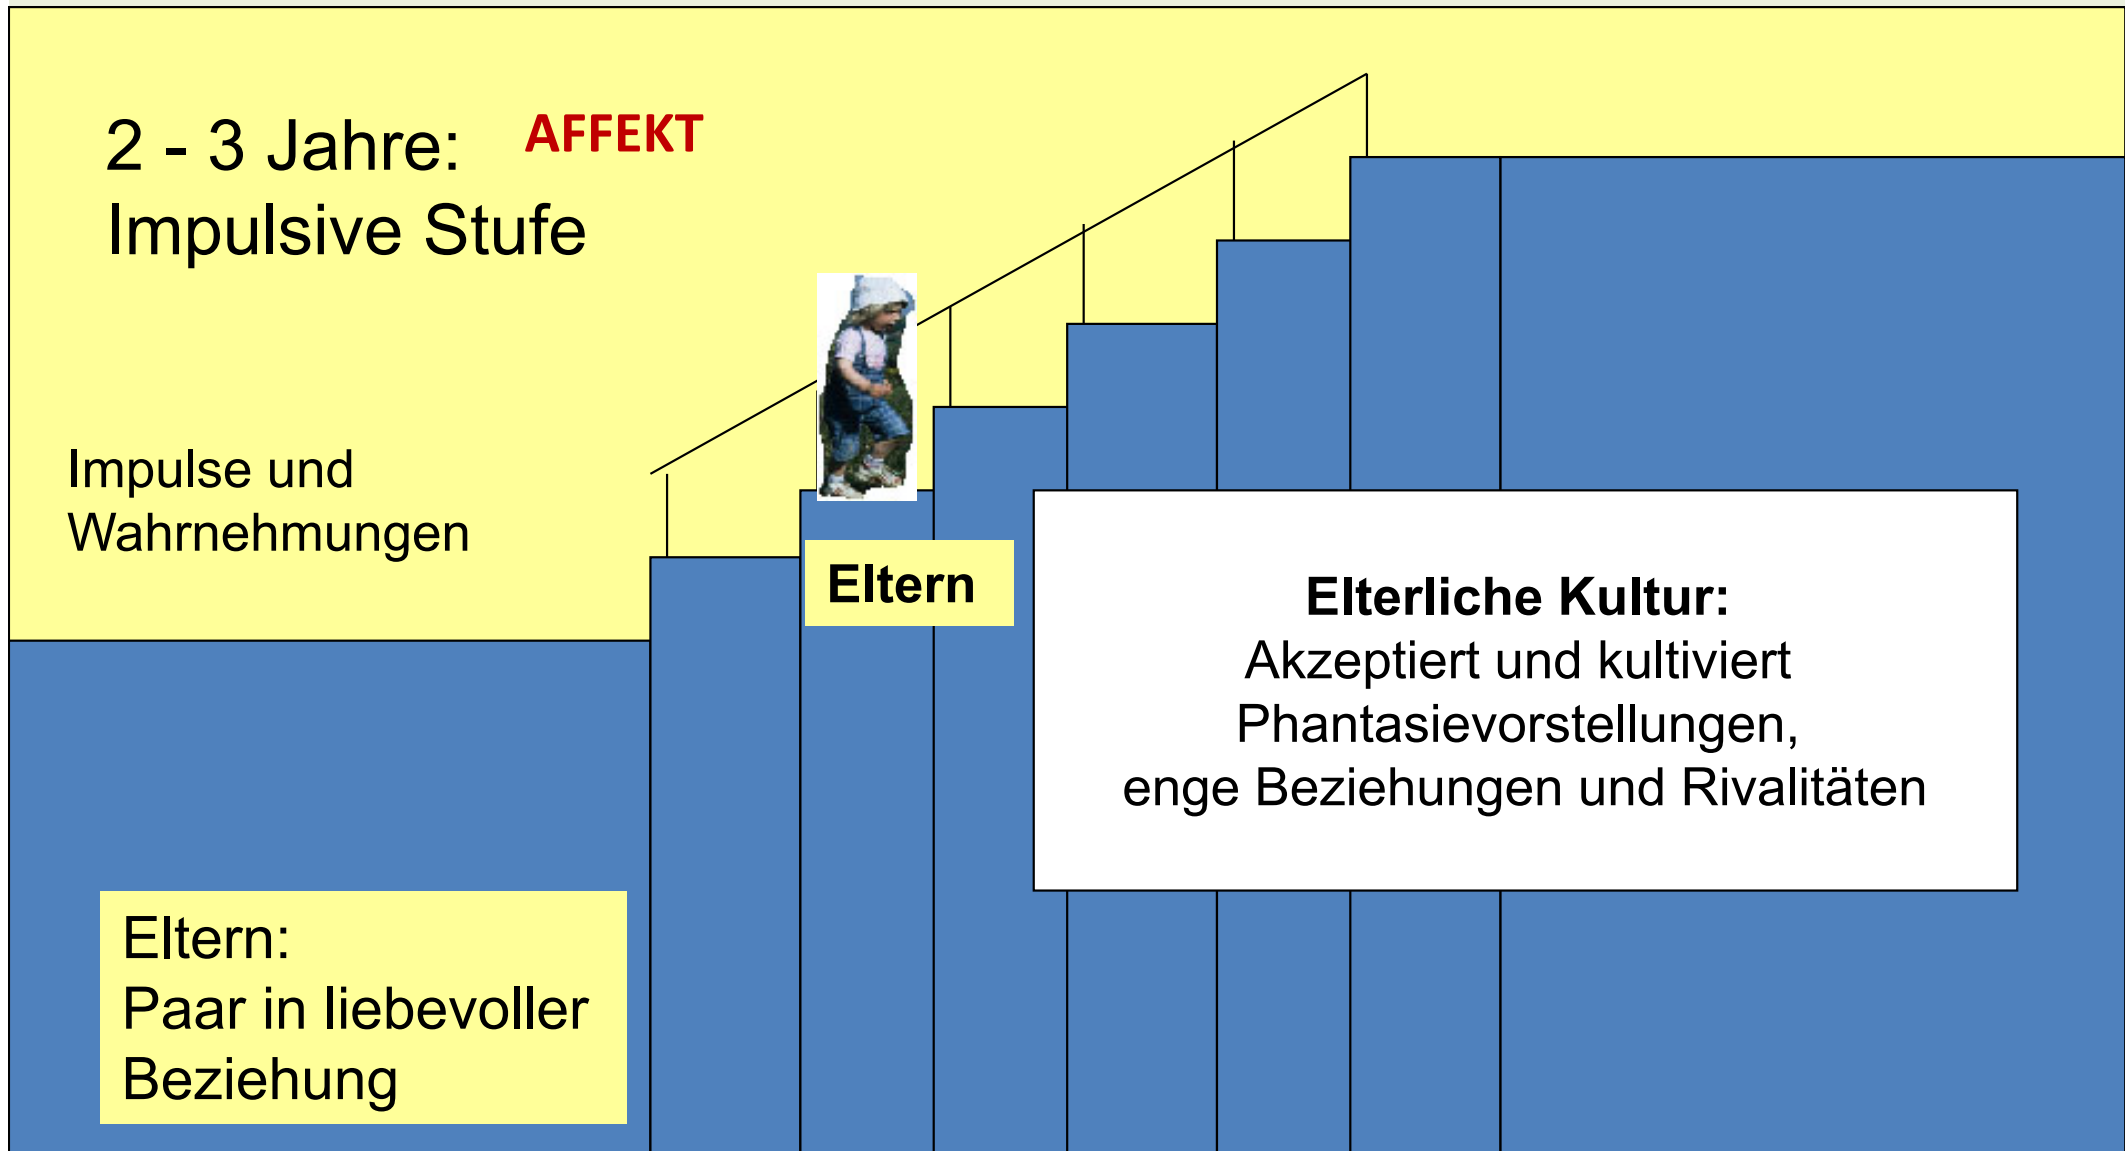 2 - 3 Jahre: AFFEKT
Impulsive Stufe
Impulse und
Wahrnehmungen
Eltern
Elterliche Kultur:
Akzeptiert und kultiviert
Phantasievorstellungen,
enge Beziehungen und Rivalitäten
Eltern:
Paar in liebevoller
Beziehung